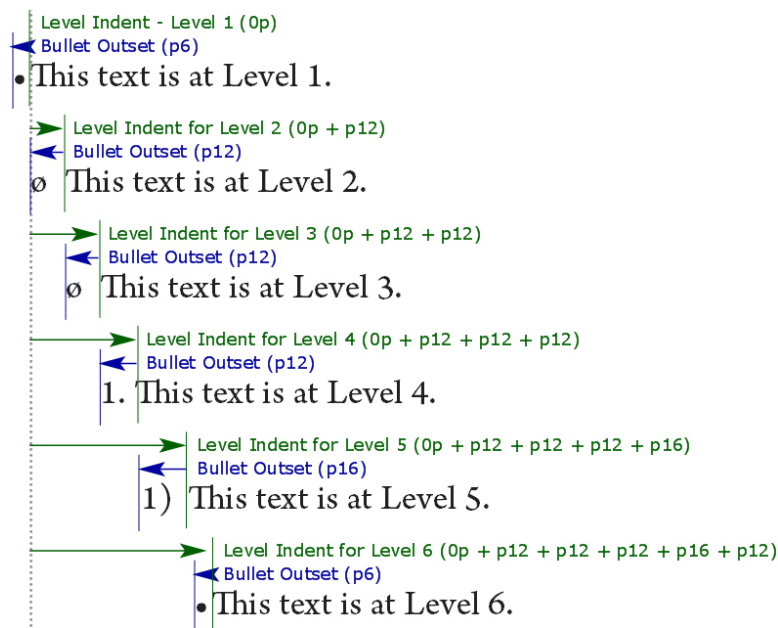 Level Indent - Level 1 (0p)
Bullet Outset (p6)
•This text is at Level 1.
Level Indent for Level 2 (0p + p12)
Bullet Outset (p12)
ø This text is at Level 2.
Level Indent for Level 3 (0p + p12 + p12)
Bullet Outset (p12)
ø This text is at Level 3.
Level Indent for Level 4 (0p + p12 + p12 + p12)
Bullet Outset (p12)
1. This text is at Level 4.
Level Indent for Level 5 (0p + p12 + p12 + p12 + p16)
Bullet Outset (p16)
1) This text is at Level 5.
Level Indent for Level 6 (0p + p12 + p12 + p12 + p16 + p12)
Bullet Outset (p6)
•This text is at Level 6.